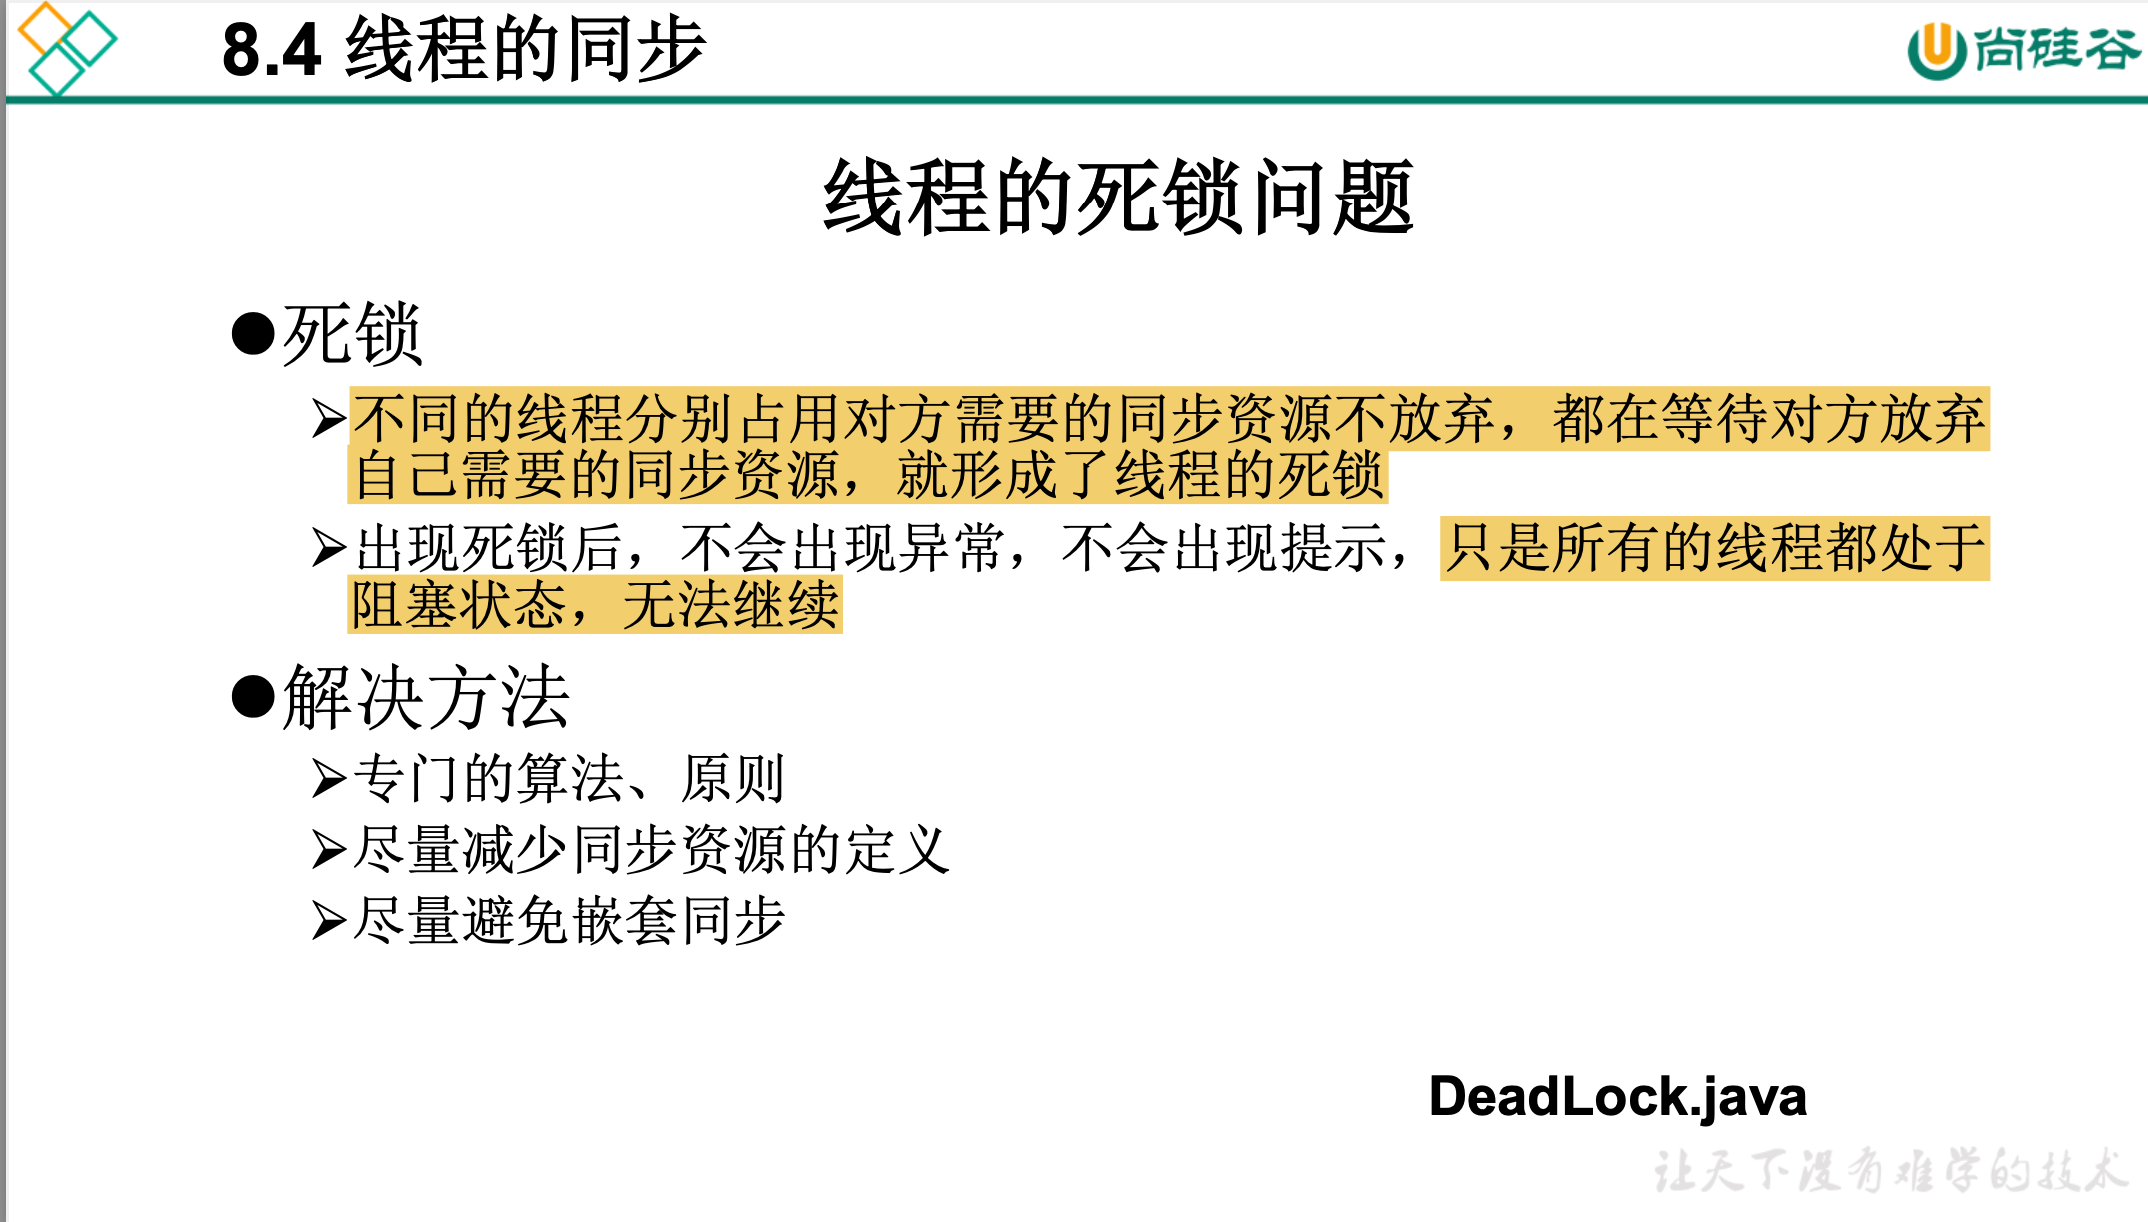 8.4 线程的同步
尚硅谷
线程的死锁问题
●死锁
➢不同的线程分别占用对方需要的同步资源不放弃，都在等待对方放弃
自己需要的同步资源，就形成了线程的死锁
➢出现死锁后，不会出现异常，不会出现提示，只是所有的线程都处于
阻塞状态，无法继续
●解决方法
➢专门的算法、原则
➢尽量减少同步资源的定义
➢尽量避免嵌套同步
DeadLock.java
让天下没有难学的技术